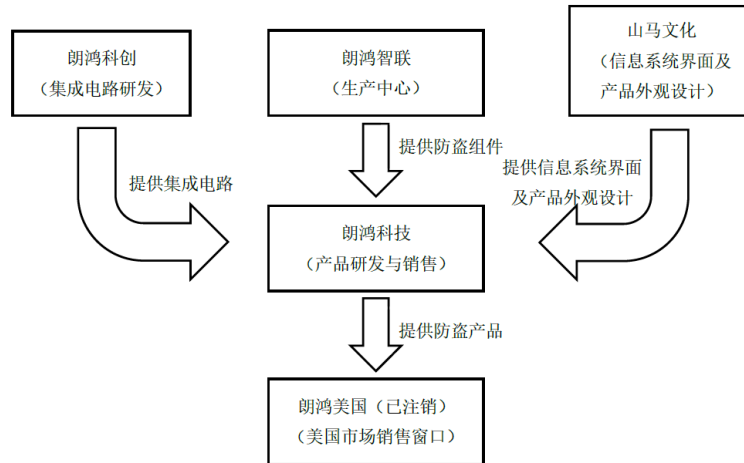 朗鸿科创
（集成电路研发）
朗鸿智联
（生产中心）
山马文化
（信息系统界面及
产品外观设计）
提供集成电路
提供防盗组件
提供信息系统界面
及产品外观设计
朗鸿科技
（产品研发与销售）
提供防盗产品
朗鸿美国（已注销）
（美国市场销售窗口）